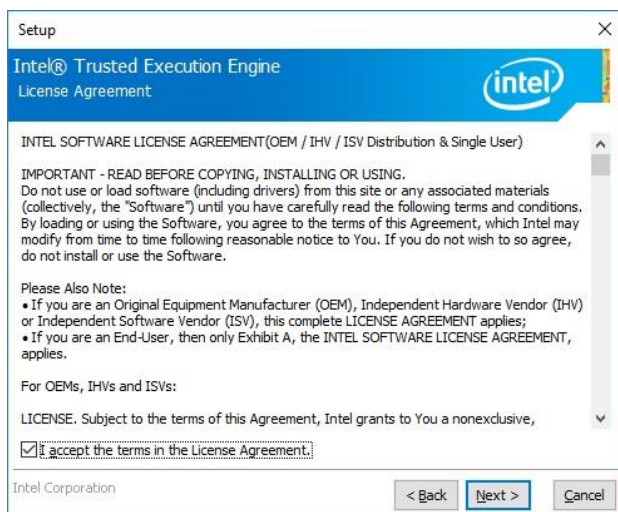 Setup
Intel® Trusted Execution Engine
License Agreement
intel
INTEL SOFTWARE LICENSE AGREEMENT(OEM / IHV / ISV Distribution & Single User)
IMPORTANT - READ BEFORE COPYING, INSTALLING OR USING.
Do not use or load software (including drivers) from this site or any associated materials
(collectively, the "Software") until you have carefully read the following terms and conditions.
By loading or using the Software, you agree to the terms of this Agreement, which Intel may
modify from time to time following reasonable notice to You. If you do not wish to so agree,
do not install or use the Software.
Please Also Note:
• If you are an Original Equipment Manufacturer (OEM), Independent Hardware Vendor (IHV)
or Independent Software Vendor (ISV), this complete LICENSE AGREEMENT applies;
• If you are an End-User, then only Exhibit A, the INTEL SOFTWARE LICENSE AGREEMENT,
applies.
For OEMs, IHVs and ISVs:
LICENSE. Subject to the terms of this Agreement, Intel grants to You a nonexclusive,
I accept the terms in the License Agreement.
Intel Corporation
< Back Next > Cancel